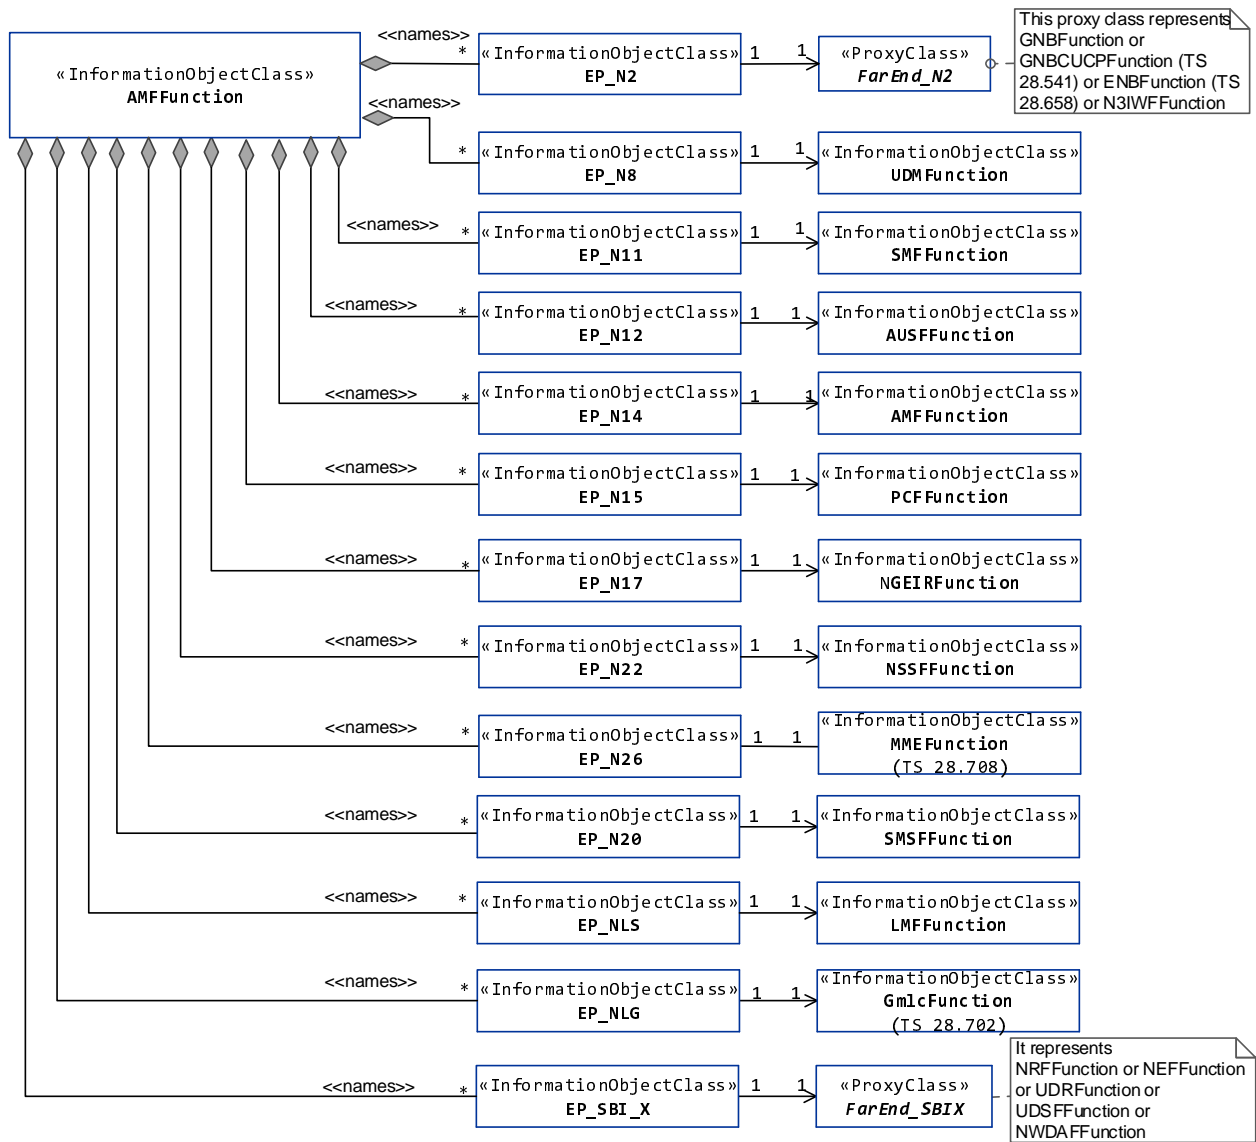 «InformationObjectClass»
AMFFunction
<<names>>
*
«InformationObjectClass»
EP_N2
1
1
«ProxyClass»
FarEnd_N2
This proxy class represents
GNBFunction or
GNBCUCPFunction (TS
28.541) or ENBFunction (TS
28.658) or N3IWFFunction
<<names>>
*
«InformationObjectClass»
EP_N8
1
1
«InformationObjectClass»
UDMFunction
<<names>>
*
«InformationObjectClass»
EP_N11
1
1
«InformationObjectClass»
SMFFunction
<<names>>
*
«InformationObjectClass»
EP_N12
1
1
«InformationObjectClass»
AUSFFunction
<<names>>
*
«InformationObjectClass»
EP_N14
1
1
«InformationObjectClass»
AMFFunction
<<names>>
*
«InformationObjectClass»
EP_N15
1
1
«InformationObjectClass»
PCFFunction
<<names>>
*
«InformationObjectClass»
EP_N17
1
1
«InformationObjectClass»
NGEIRFunction
<<names>>
*
«InformationObjectClass»
EP_N22
1
1
«InformationObjectClass»
NSSFFunction
<<names>>
*
«InformationObjectClass»
EP_N26
1
1
«InformationObjectClass»
MMEFunction
(TS 28.708)
<<names>>
*
«InformationObjectClass»
EP_N20
1
1
«InformationObjectClass»
SMSFFunction
<<names>>
*
«InformationObjectClass»
EP_NLS
1
1
«InformationObjectClass»
LMFFunction
<<names>>
*
«InformationObjectClass»
EP_NLG
1
1
«InformationObjectClass»
GmlcFunction
(TS 28.702)
<<names>>
*
«InformationObjectClass»
EP_SBI_X
1
1
«ProxyClass»
FarEnd_SBIX
It represents
NRFFunction or NEFFunction
or UDRFunction or
UDSFFunction or
NWDAFFunction